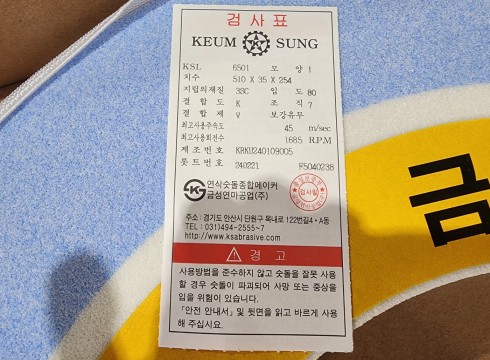 검사표
KEUM SUNG
KSL 6501 모양 1
치수 510 X 35 X 254
지립의재질 33C 입도 80
결합도 K 조직 7
결합제 V 보강유무
최고사용주속도 45 m/sec
최고사용회전수 1685 R.P.M
제조번호 KRKU240109005
롯트번호 240221 F5040238
연삭숫돌종합메이커
금성연마공업(주)
검사필
주소 : 경기도 안산시 단원구 목내로 122번길4 · A동
TEL : 031)494-2555~7
http://www.ksabrasive.com
경고
사용방법을 준수하지 않고 숫돌을 잘못 사용
할 경우 숫돌이 파괴되어 사망 또는 중상을
입을 위험이 있습니다.
「안전 안내서」 및 뒷면을 읽고 바르게 사용
해 주십시요.
금